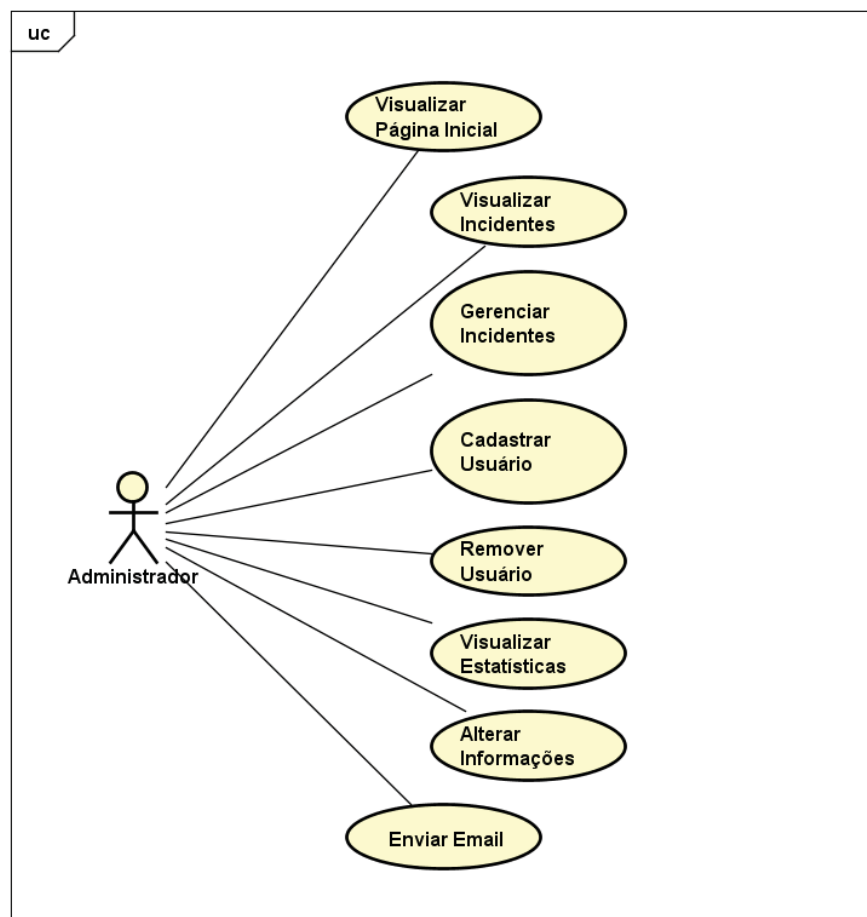 uc
Visualizar
Página Inicial
Visualizar
Incidentes
Gerenciar
Incidentes
Cadastrar
Usuário
Remover
Usuário
Administrador
Visualizar
Estatísticas
Alterar
Informações
Enviar Email